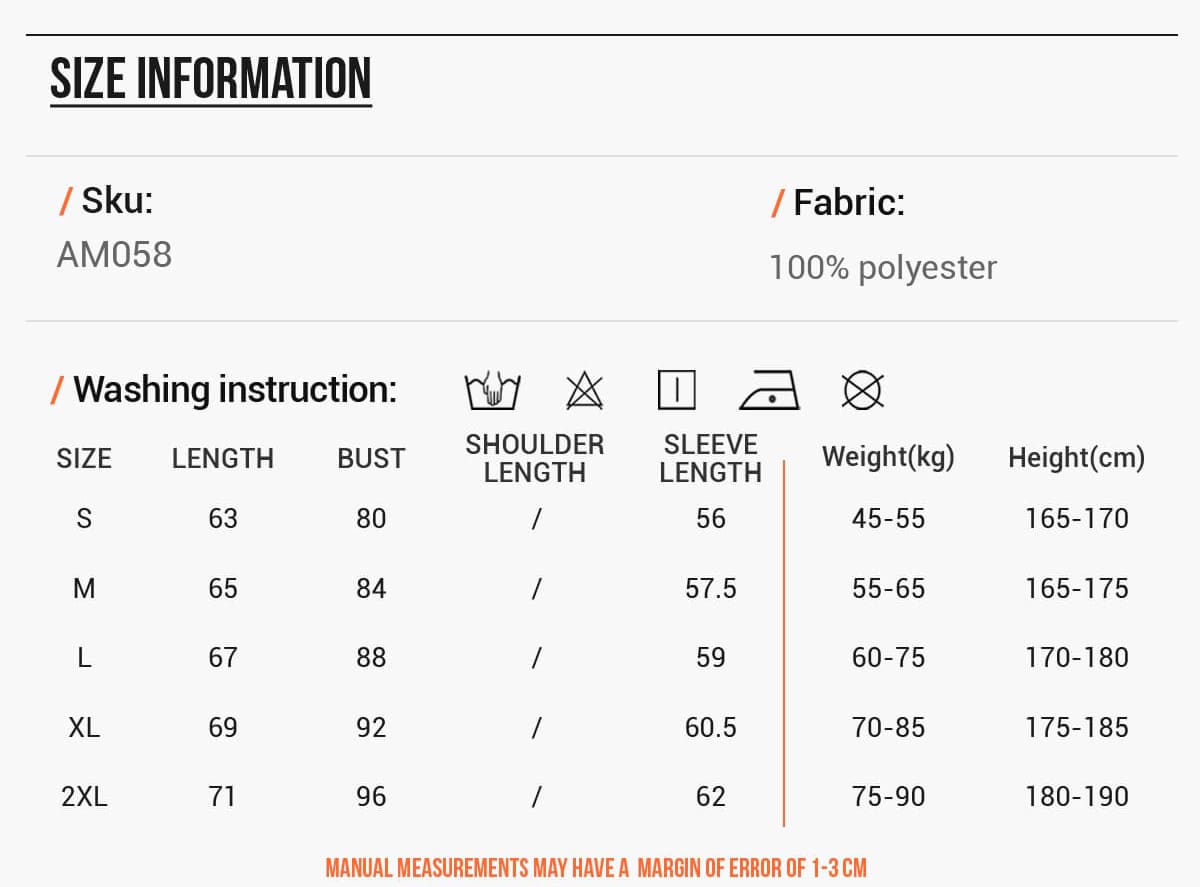 SIZE INFORMATION
/ Sku:
AM058
/ Fabric:
100% polyester
/ Washing instruction:
SIZE LENGTH BUST SHOULDER LENGTH SLEEVE LENGTH Weight(kg) Height(cm)
S 63 80 / 56 45-55 165-170
M 65 84 / 57.5 55-65 165-175
L 67 88 / 59 60-75 170-180
XL 69 92 / 60.5 70-85 175-185
2XL 71 96 / 62 75-90 180-190
MANUAL MEASUREMENTS MAY HAVE A MARGIN OF ERROR OF 1-3 CM